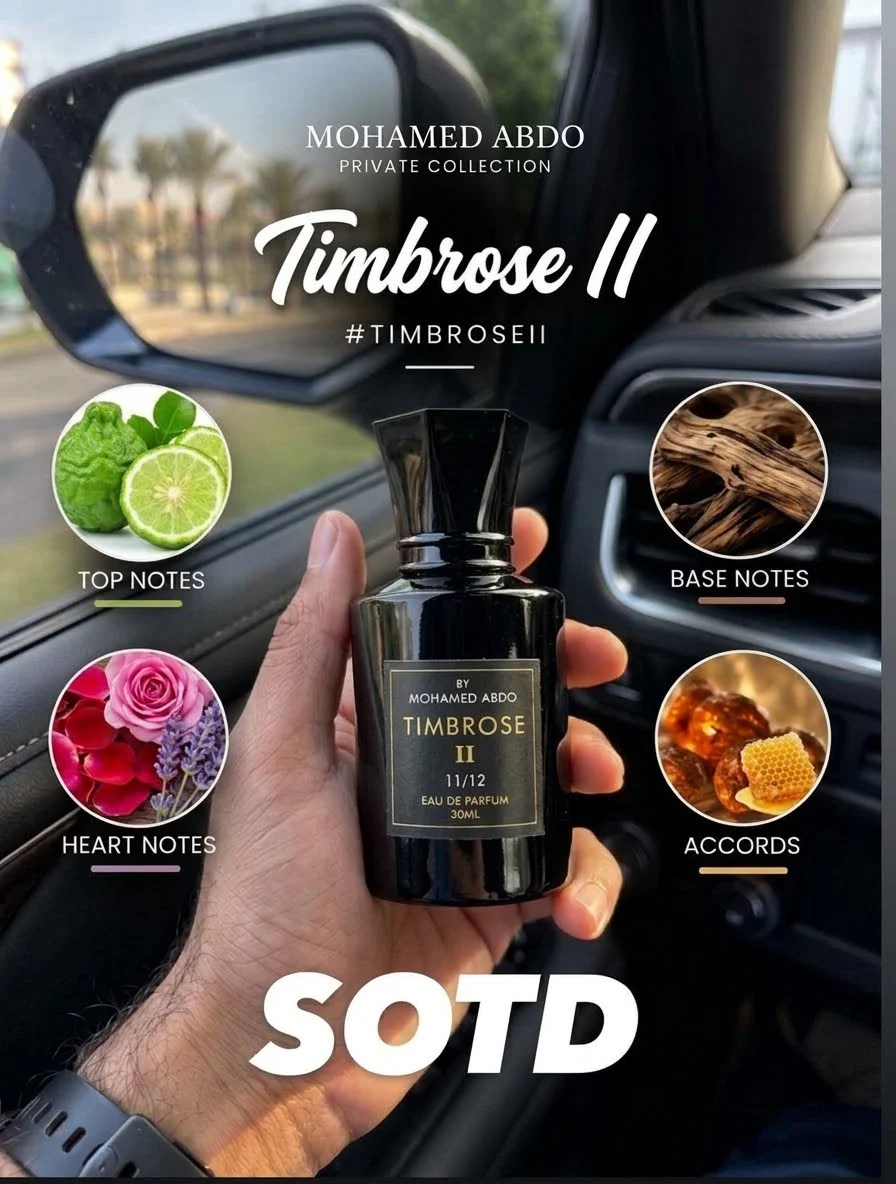 MOHAMED ABDO
PRIVATE COLLECTION
Timbrose II
#TIMBROSEII
TOP NOTES
BASE NOTES
HEART NOTES
ACCORDS
BY
MOHAMED ABDO
TIMBROSE
II
11/12
EAU DE PARFUM
30ML
SOTD